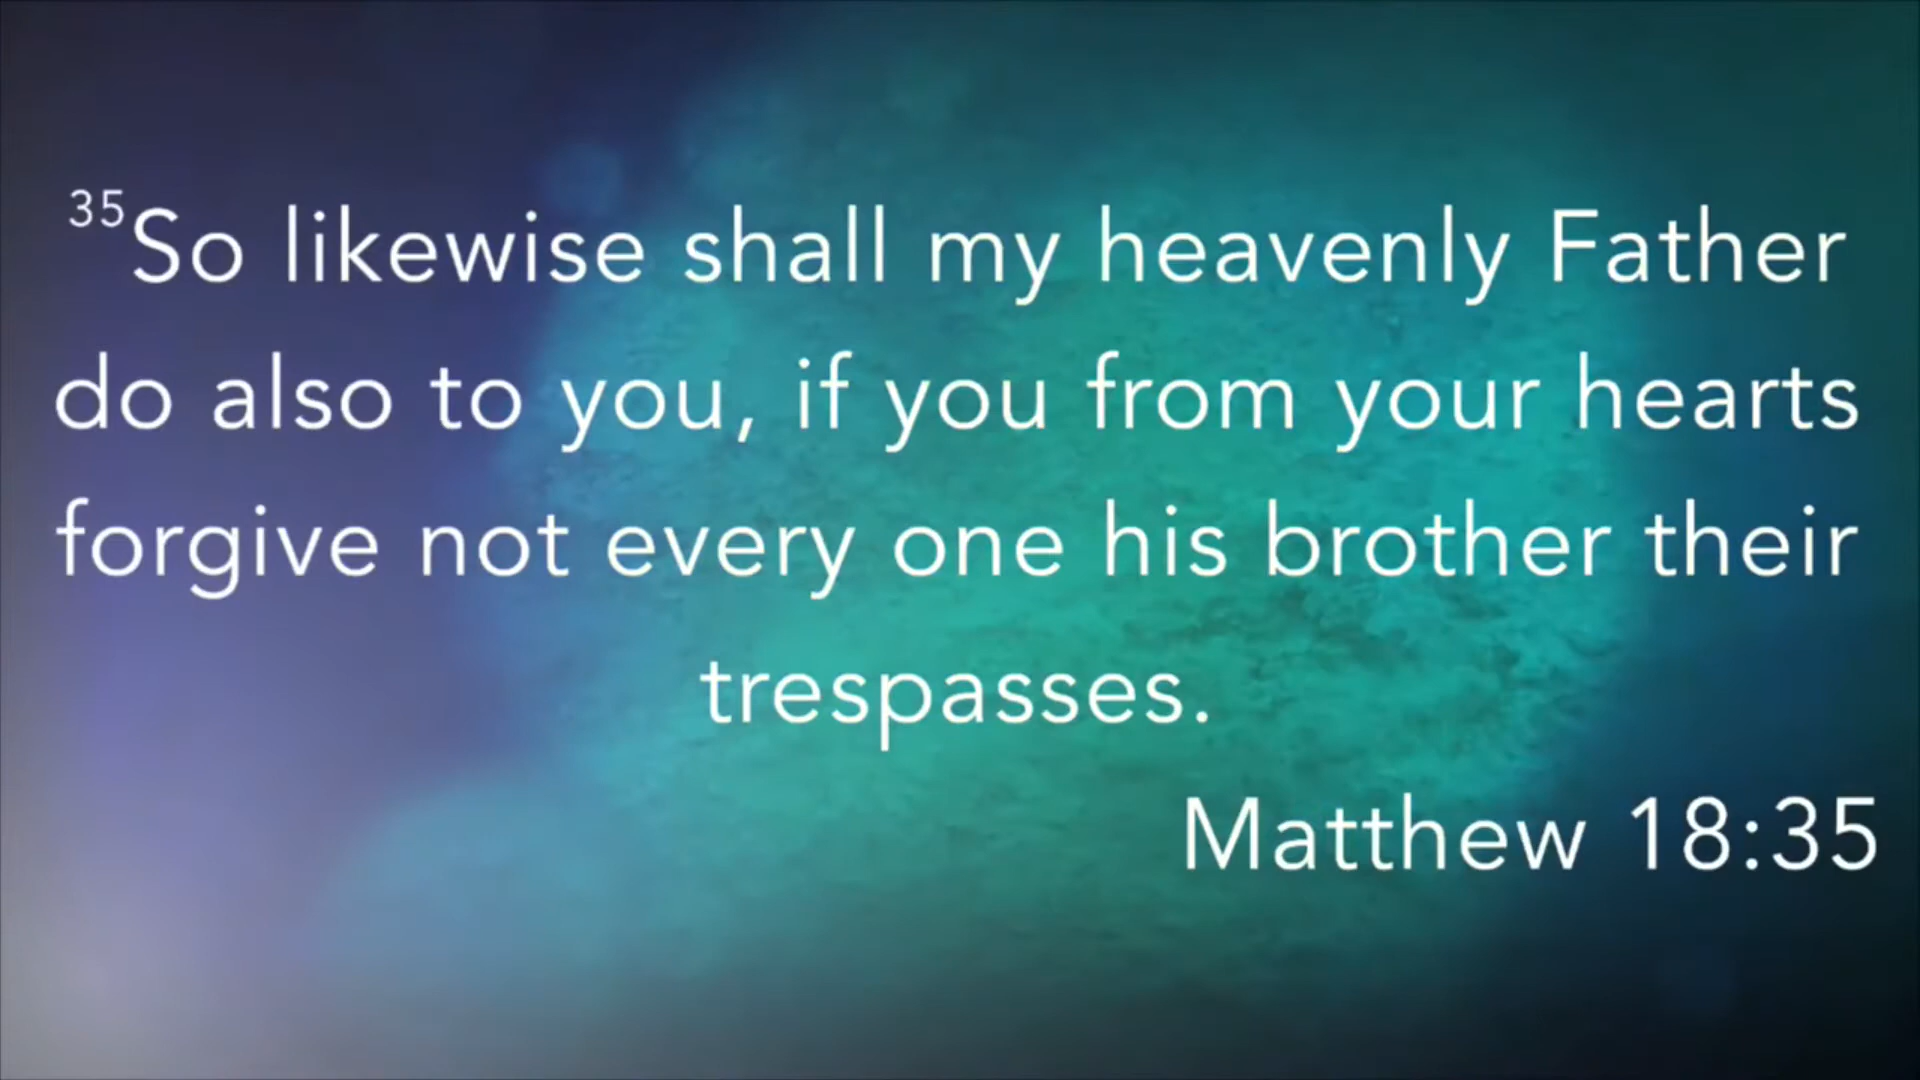 35So likewise shall my heavenly Father
do also to you, if you from your hearts
forgive not every one his brother their
trespasses.
Matthew 18:35